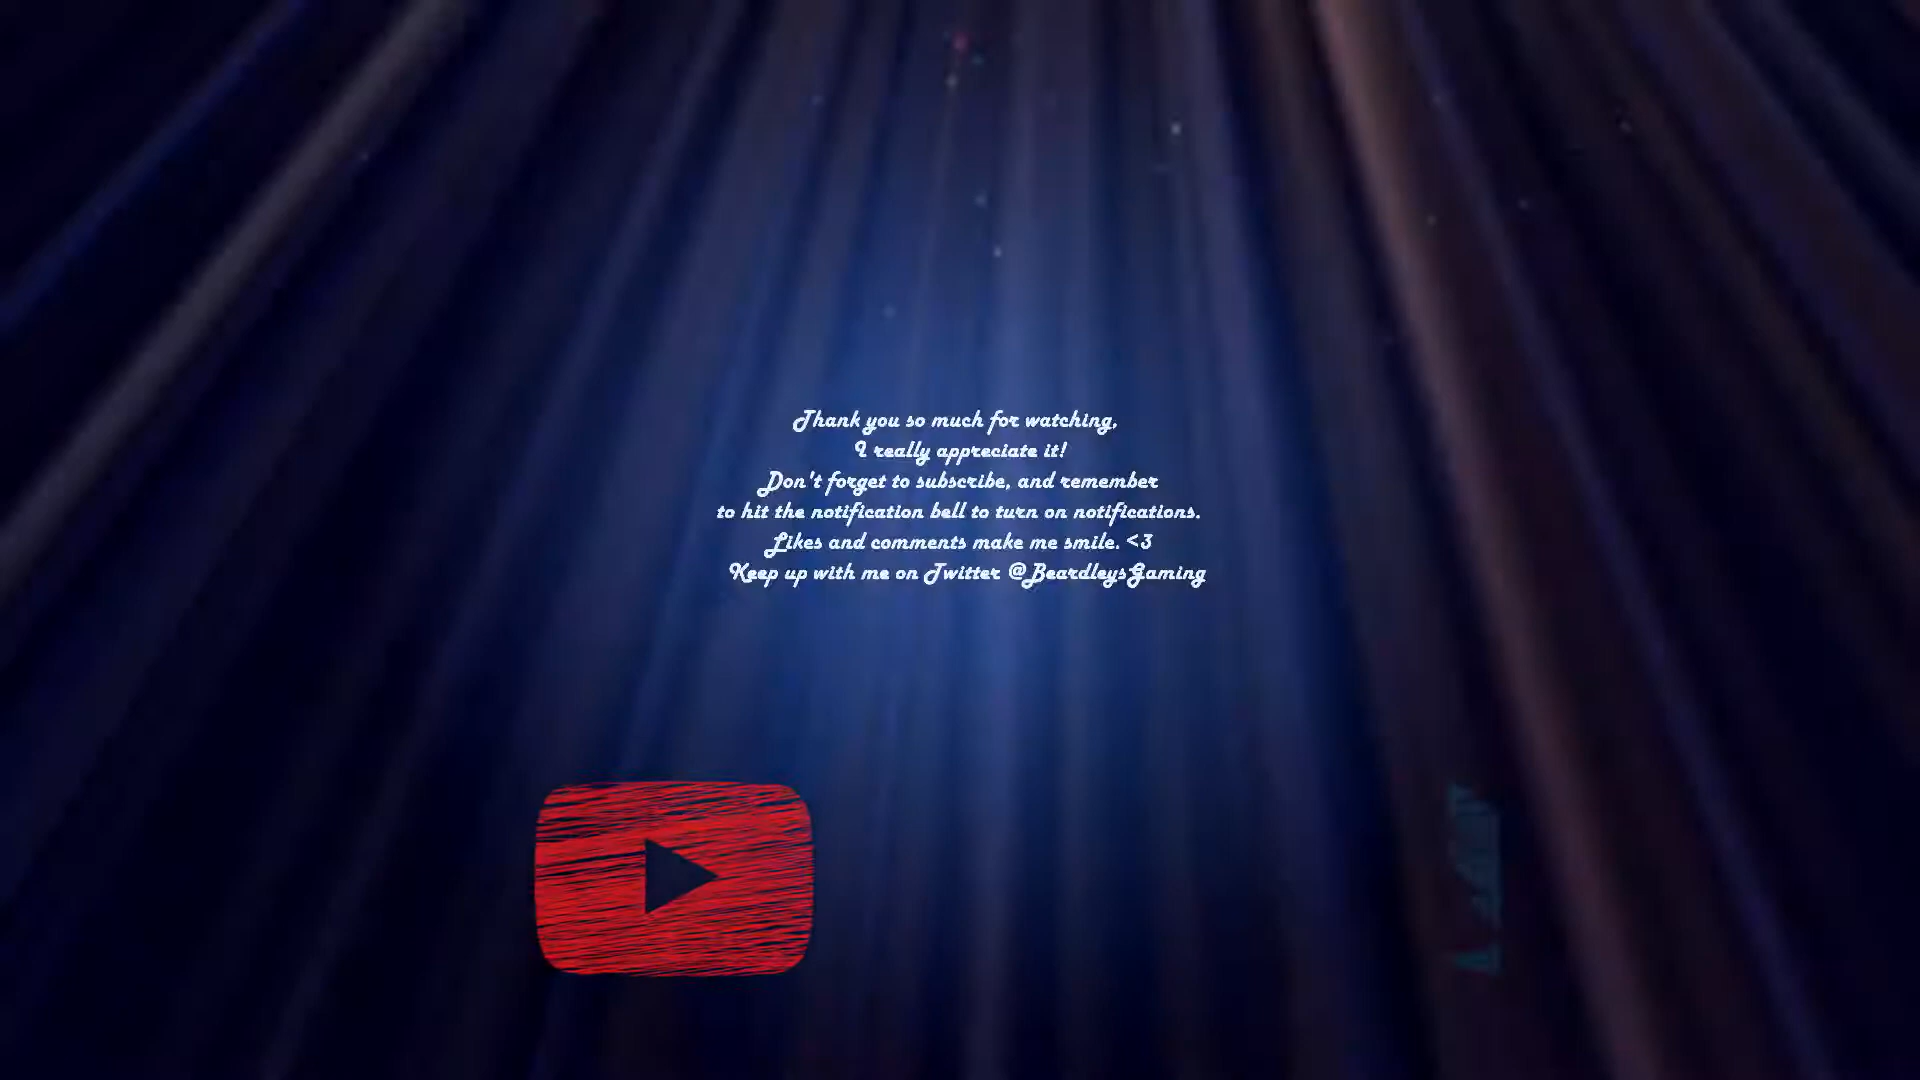 Thank you so much for watching,
I really appreciate it!
Don't forget to subscribe, and remember
to hit the notification bell to turn on notifications.
Likes and comments make me smile. <3
Keep up with me on Twitter @BeardleysGaming